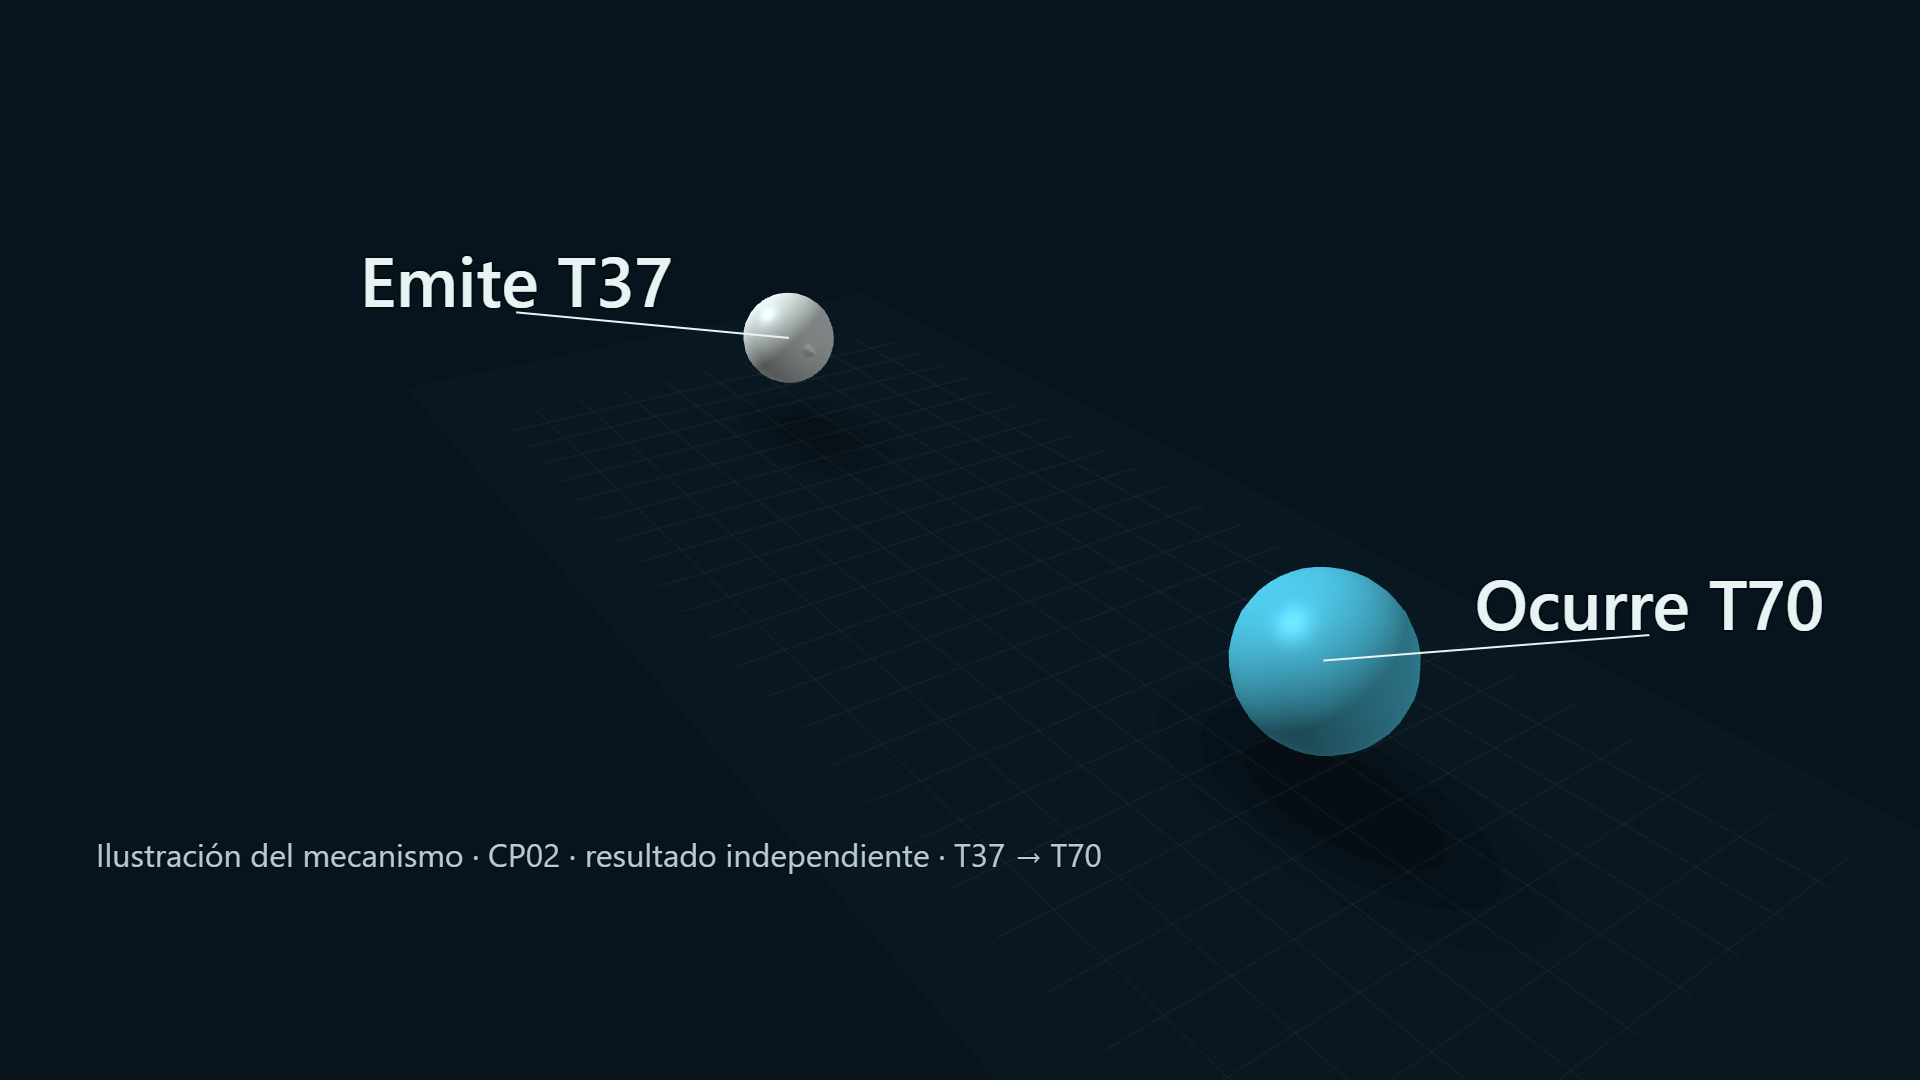 Emite T37
Ocurre T70
Ilustración del mecanismo · CP02 · resultado independiente · T37 → T70